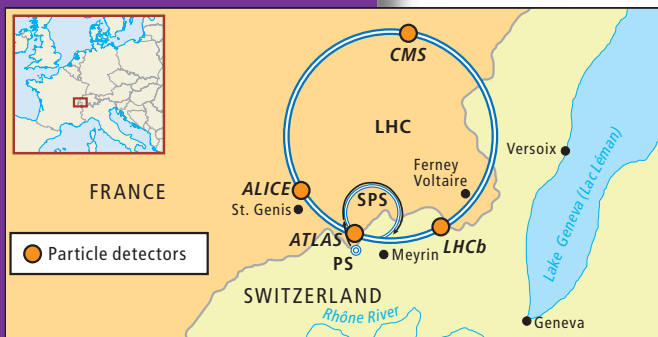 CMS
LHC
Versoix
Ferney
Voltaire
FRANCE
ALICE
SPS
St. Genis
ATLAS
LHCb
Particle detectors
PS
Meyrin
SWITZERLAND
Rhône River
Lake Geneva (Lac Léman)
Geneva